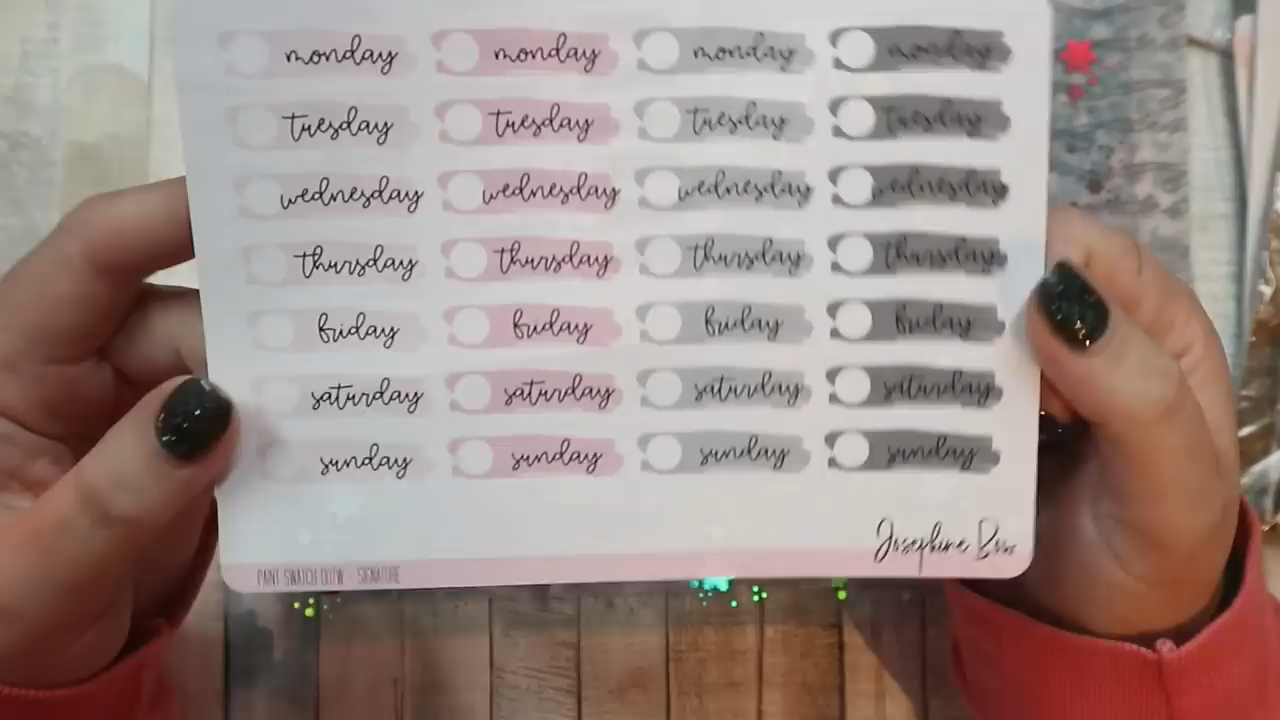 monday monday monday monday
tuesday tuesday tuesday tuesday
wednesday wednesday wednesday wednesday
thursday thursday thursday thursday
friday friday friday friday
saturday saturday saturday saturday
sunday sunday sunday sunday
Josephine Bow
PAINT SWATCH DOTW - SIGNATURE